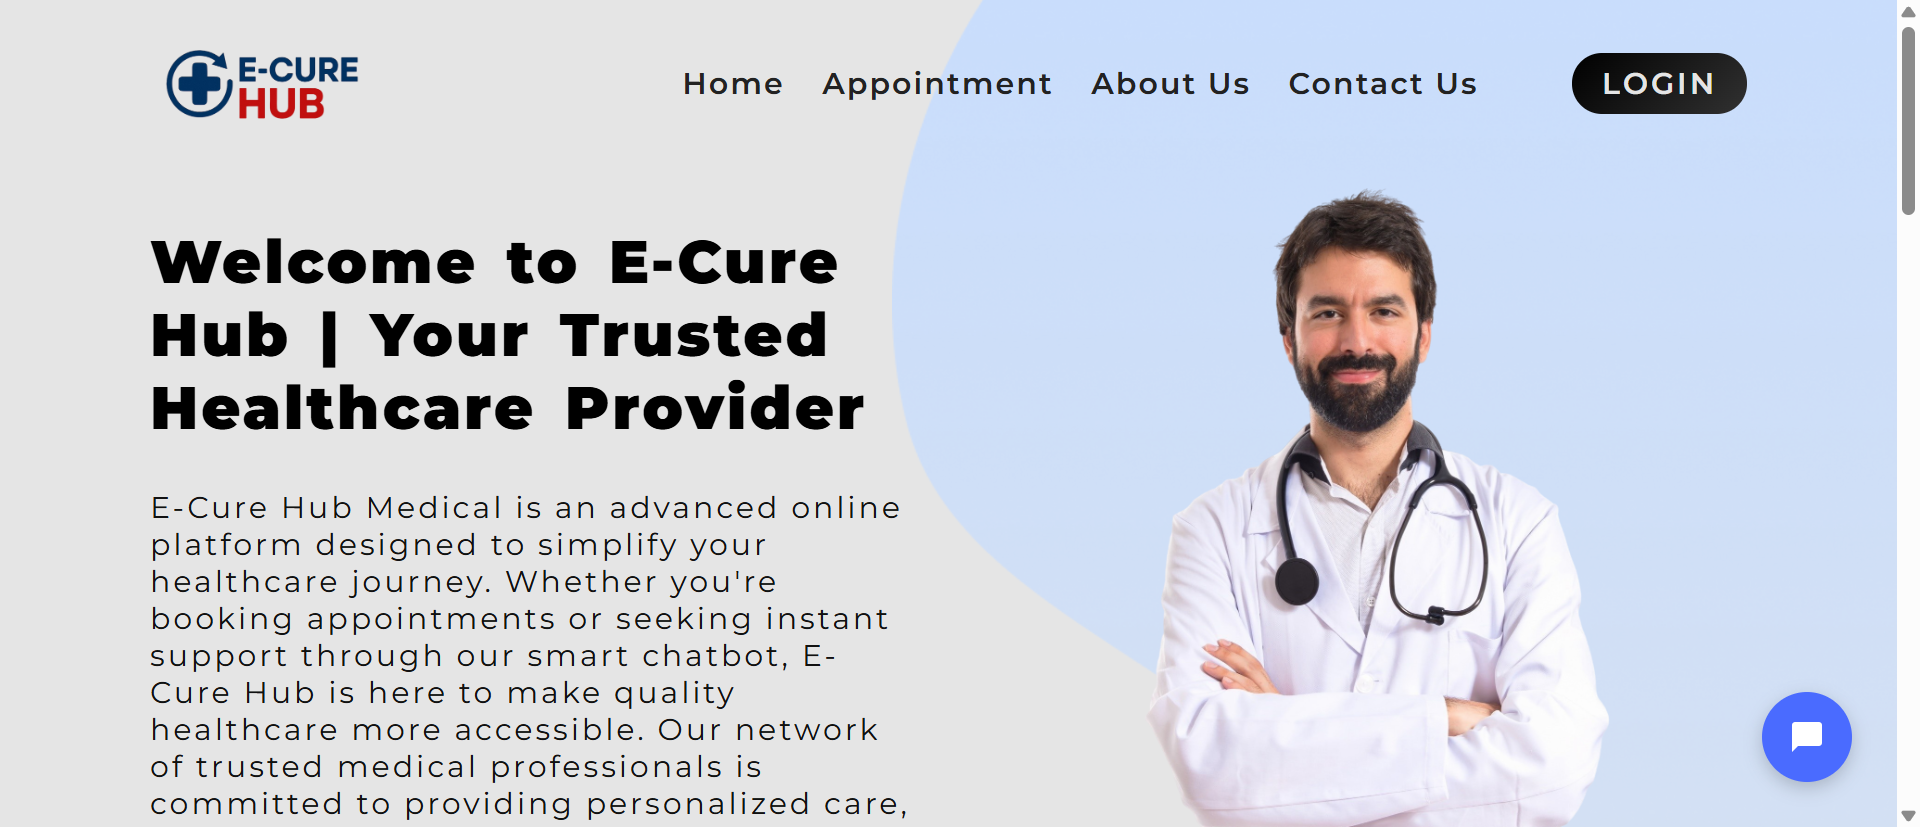 E-CURE
HUB
Home Appointment About Us Contact Us LOGIN
Welcome to E-Cure
Hub | Your Trusted
Healthcare Provider
E-Cure Hub Medical is an advanced online
platform designed to simplify your
healthcare journey. Whether you're
booking appointments or seeking instant
support through our smart chatbot, E-
Cure Hub is here to make quality
healthcare more accessible. Our network
of trusted medical professionals is
committed to providing personalized care,